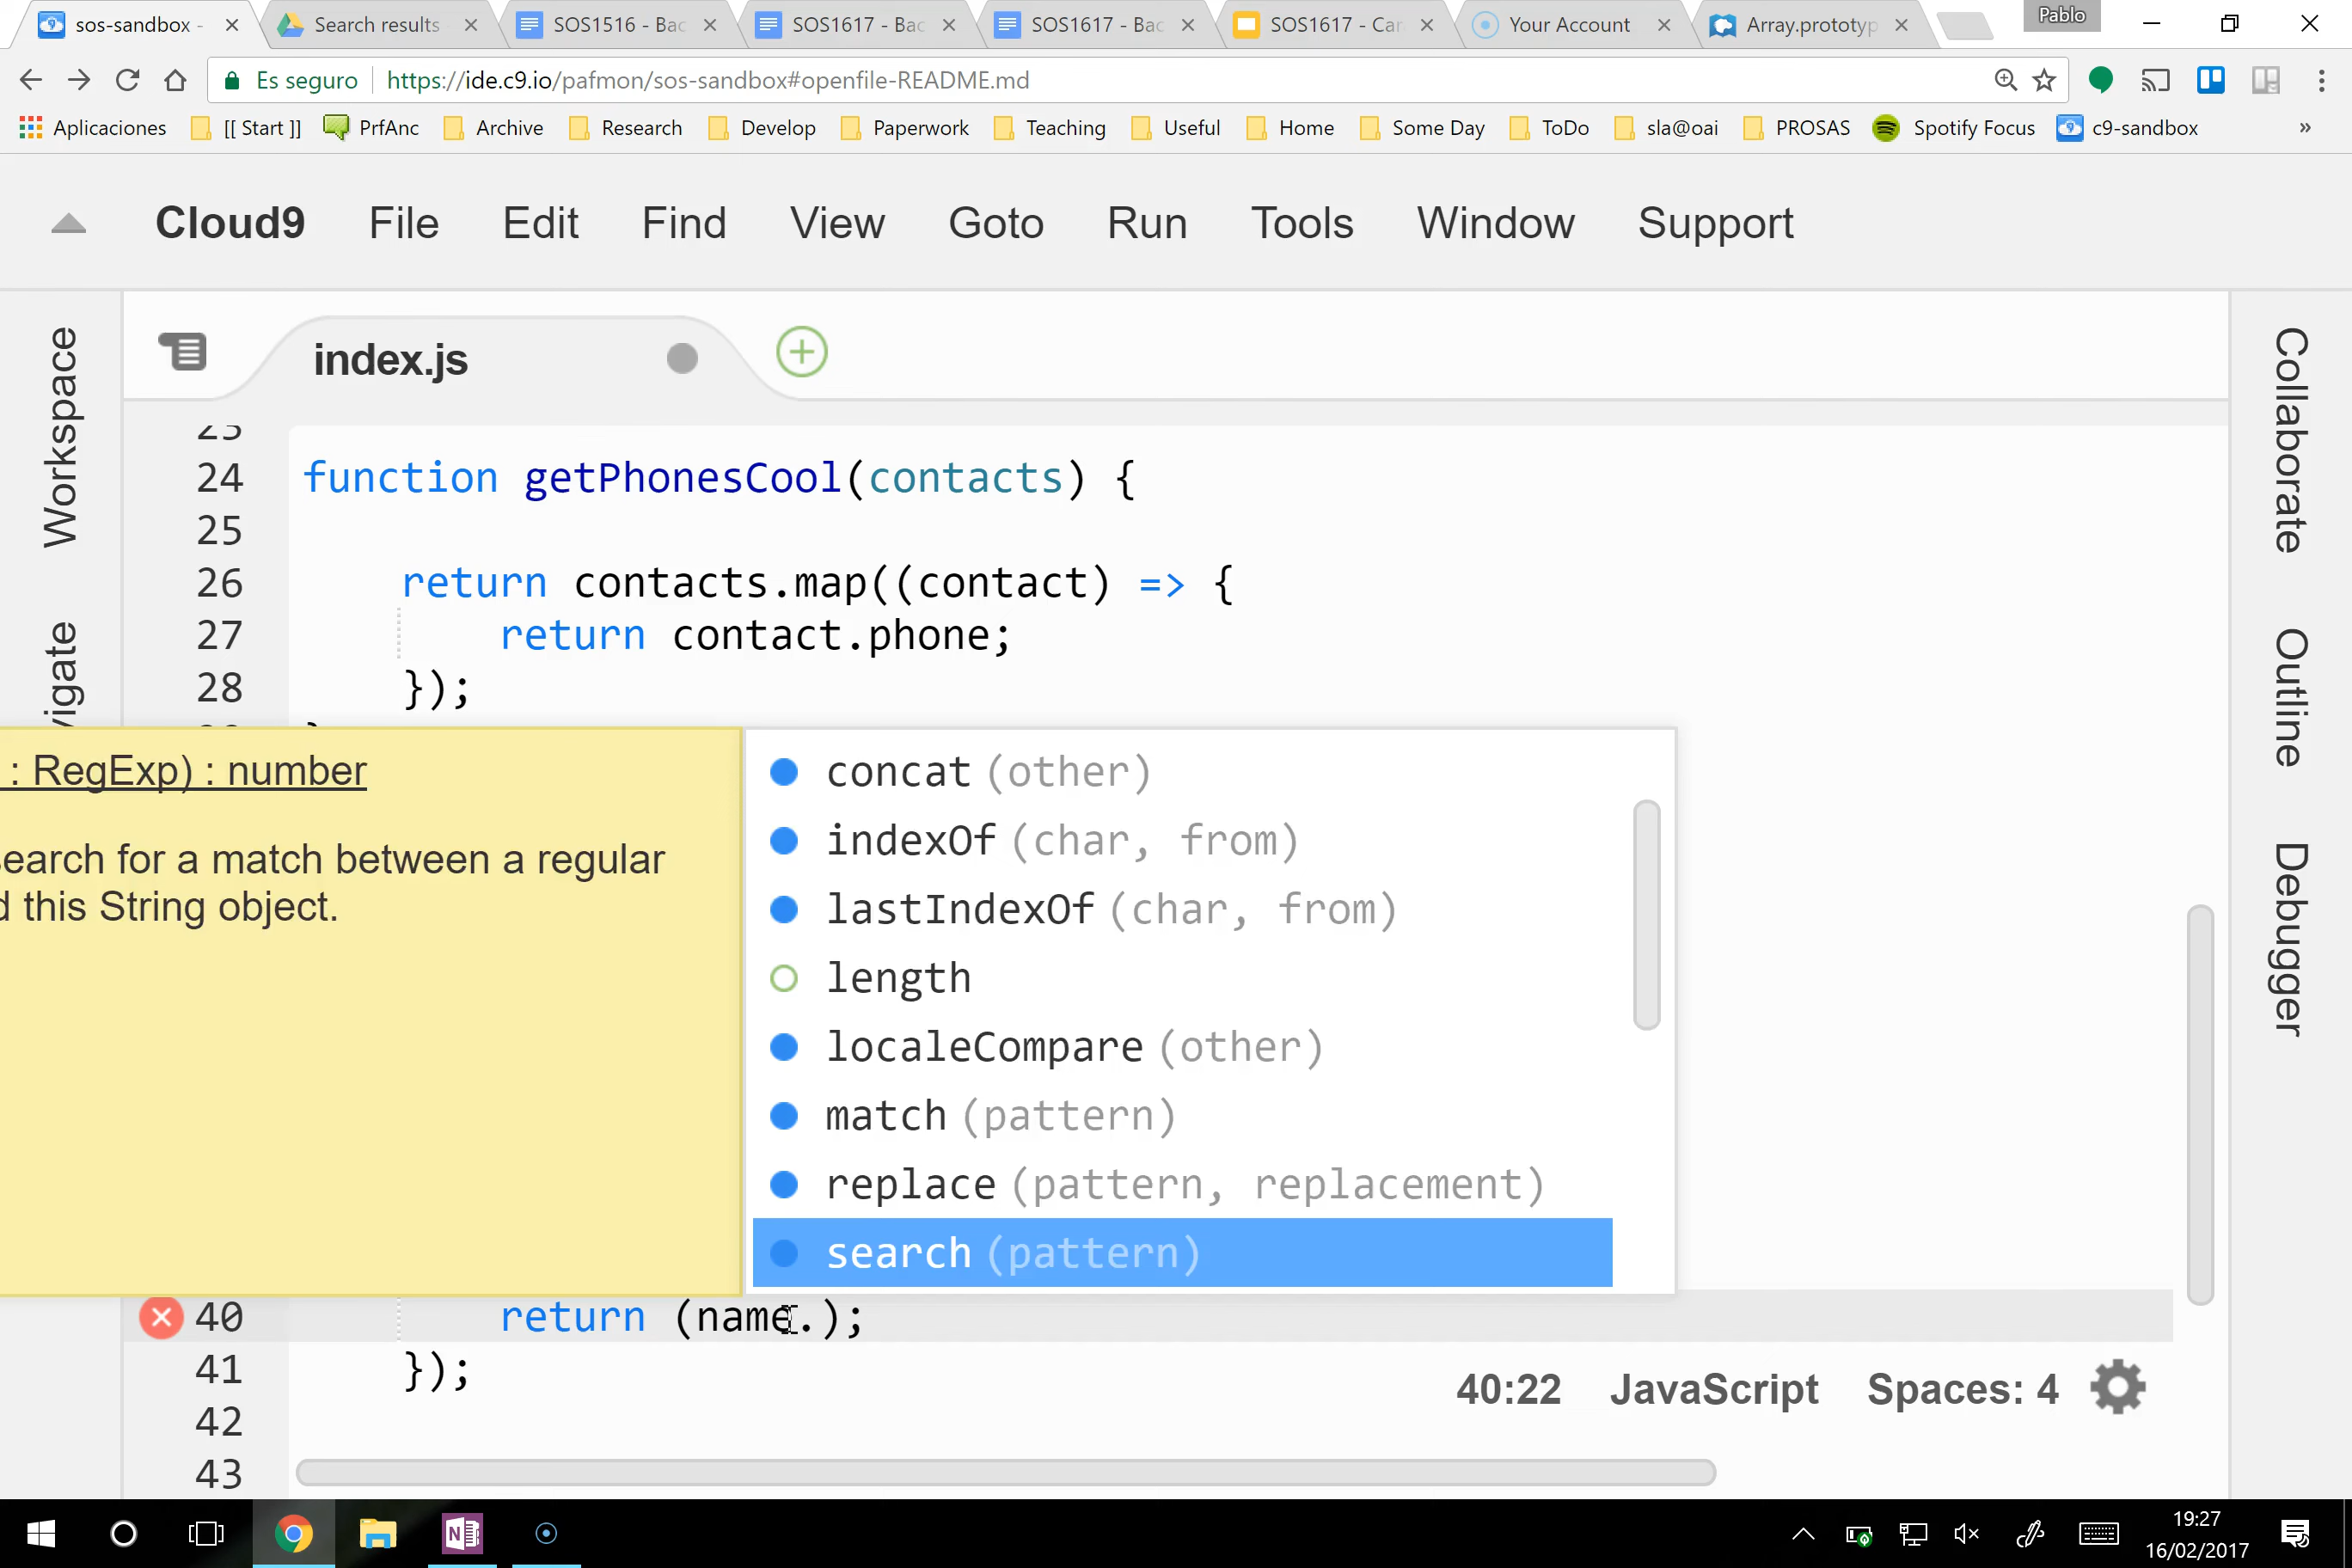 sos-sandbox -
Search results
SOS1516 - Bac
SOS1617 - Bac
SOS1617 - Bac
SOS1617 - Car
Your Account
Array.prototyp
Pablo
Es seguro
https://ide.c9.io/pafmon/sos-sandbox#openfile-README.md
Aplicaciones
[[ Start ]]
PrfAnc
Archive
Research
Develop
Paperwork
Teaching
Useful
Home
Some Day
ToDo
sla@oai
PROSAS
Spotify Focus
c9-sandbox
»
Cloud9 File Edit Find View Goto Run Tools Window Support
Workspace
vigate
index.js
Collaborate
Outline
Debugger
23
24 function getPhonesCool(contacts) {
25
26 return contacts.map((contact) => {
27 return contact.phone;
28 });
: RegExp) : number
earch for a match between a regular
d this String object.
concat (other)
indexOf (char, from)
lastIndexOf (char, from)
length
localeCompare (other)
match (pattern)
replace (pattern, replacement)
search (pattern)
40 return (name.);
41 });
42
43
40:22 JavaScript Spaces: 4
19:27
16/02/2017